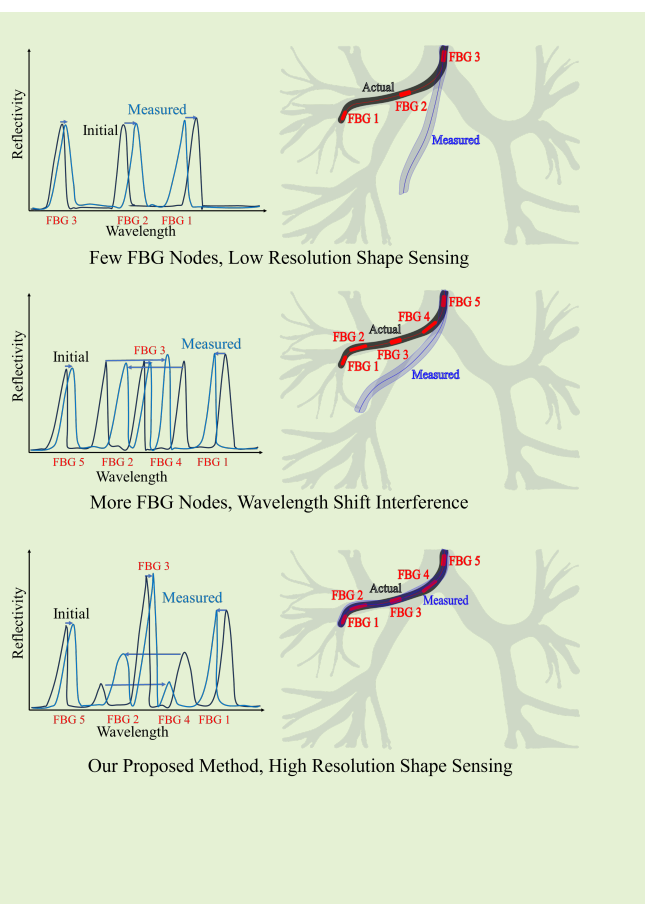 Reflectivity
Measured
Initial
FBG 3
FBG 2
FBG 1
Wavelength
FBG 3
Actual
FBG 2
FBG 1
Measured
Few FBG Nodes, Low Resolution Shape Sensing
Reflectivity
Initial
FBG 3
Measured
FBG 5
FBG 2
FBG 4
FBG 1
Wavelength
FBG 5
FBG 4
Actual
FBG 2
FBG 3
FBG 1
Measured
More FBG Nodes, Wavelength Shift Interference
Reflectivity
FBG 3
Measured
Initial
FBG 5
FBG 2
FBG 4
FBG 1
Wavelength
FBG 5
FBG 4
Actual
FBG 2
Measured
FBG 3
FBG 1
Our Proposed Method, High Resolution Shape Sensing